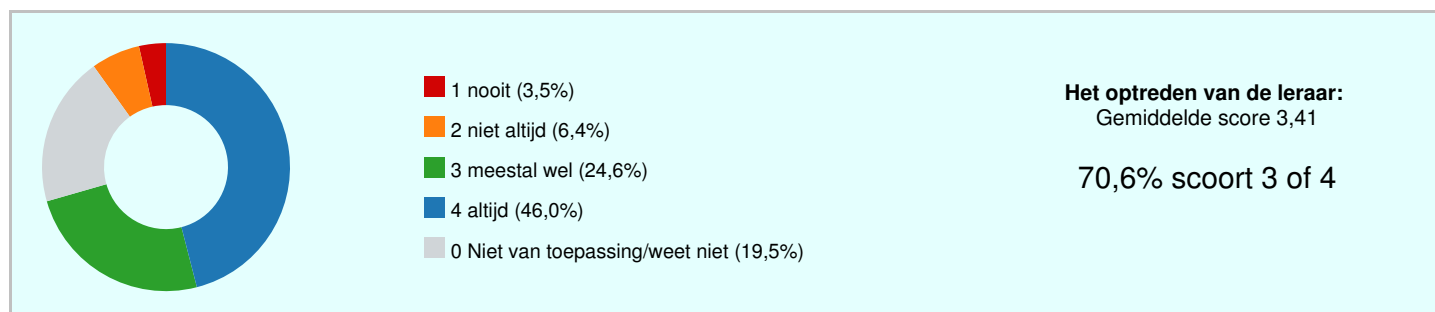 1 nooit (3,5%)
2 niet altijd (6,4%)
3 meestal wel (24,6%)
4 altijd (46,0%)
0 Niet van toepassing/weet niet (19,5%)
Het optreden van de leraar:
Gemiddelde score 3,41
70,6% scoort 3 of 4